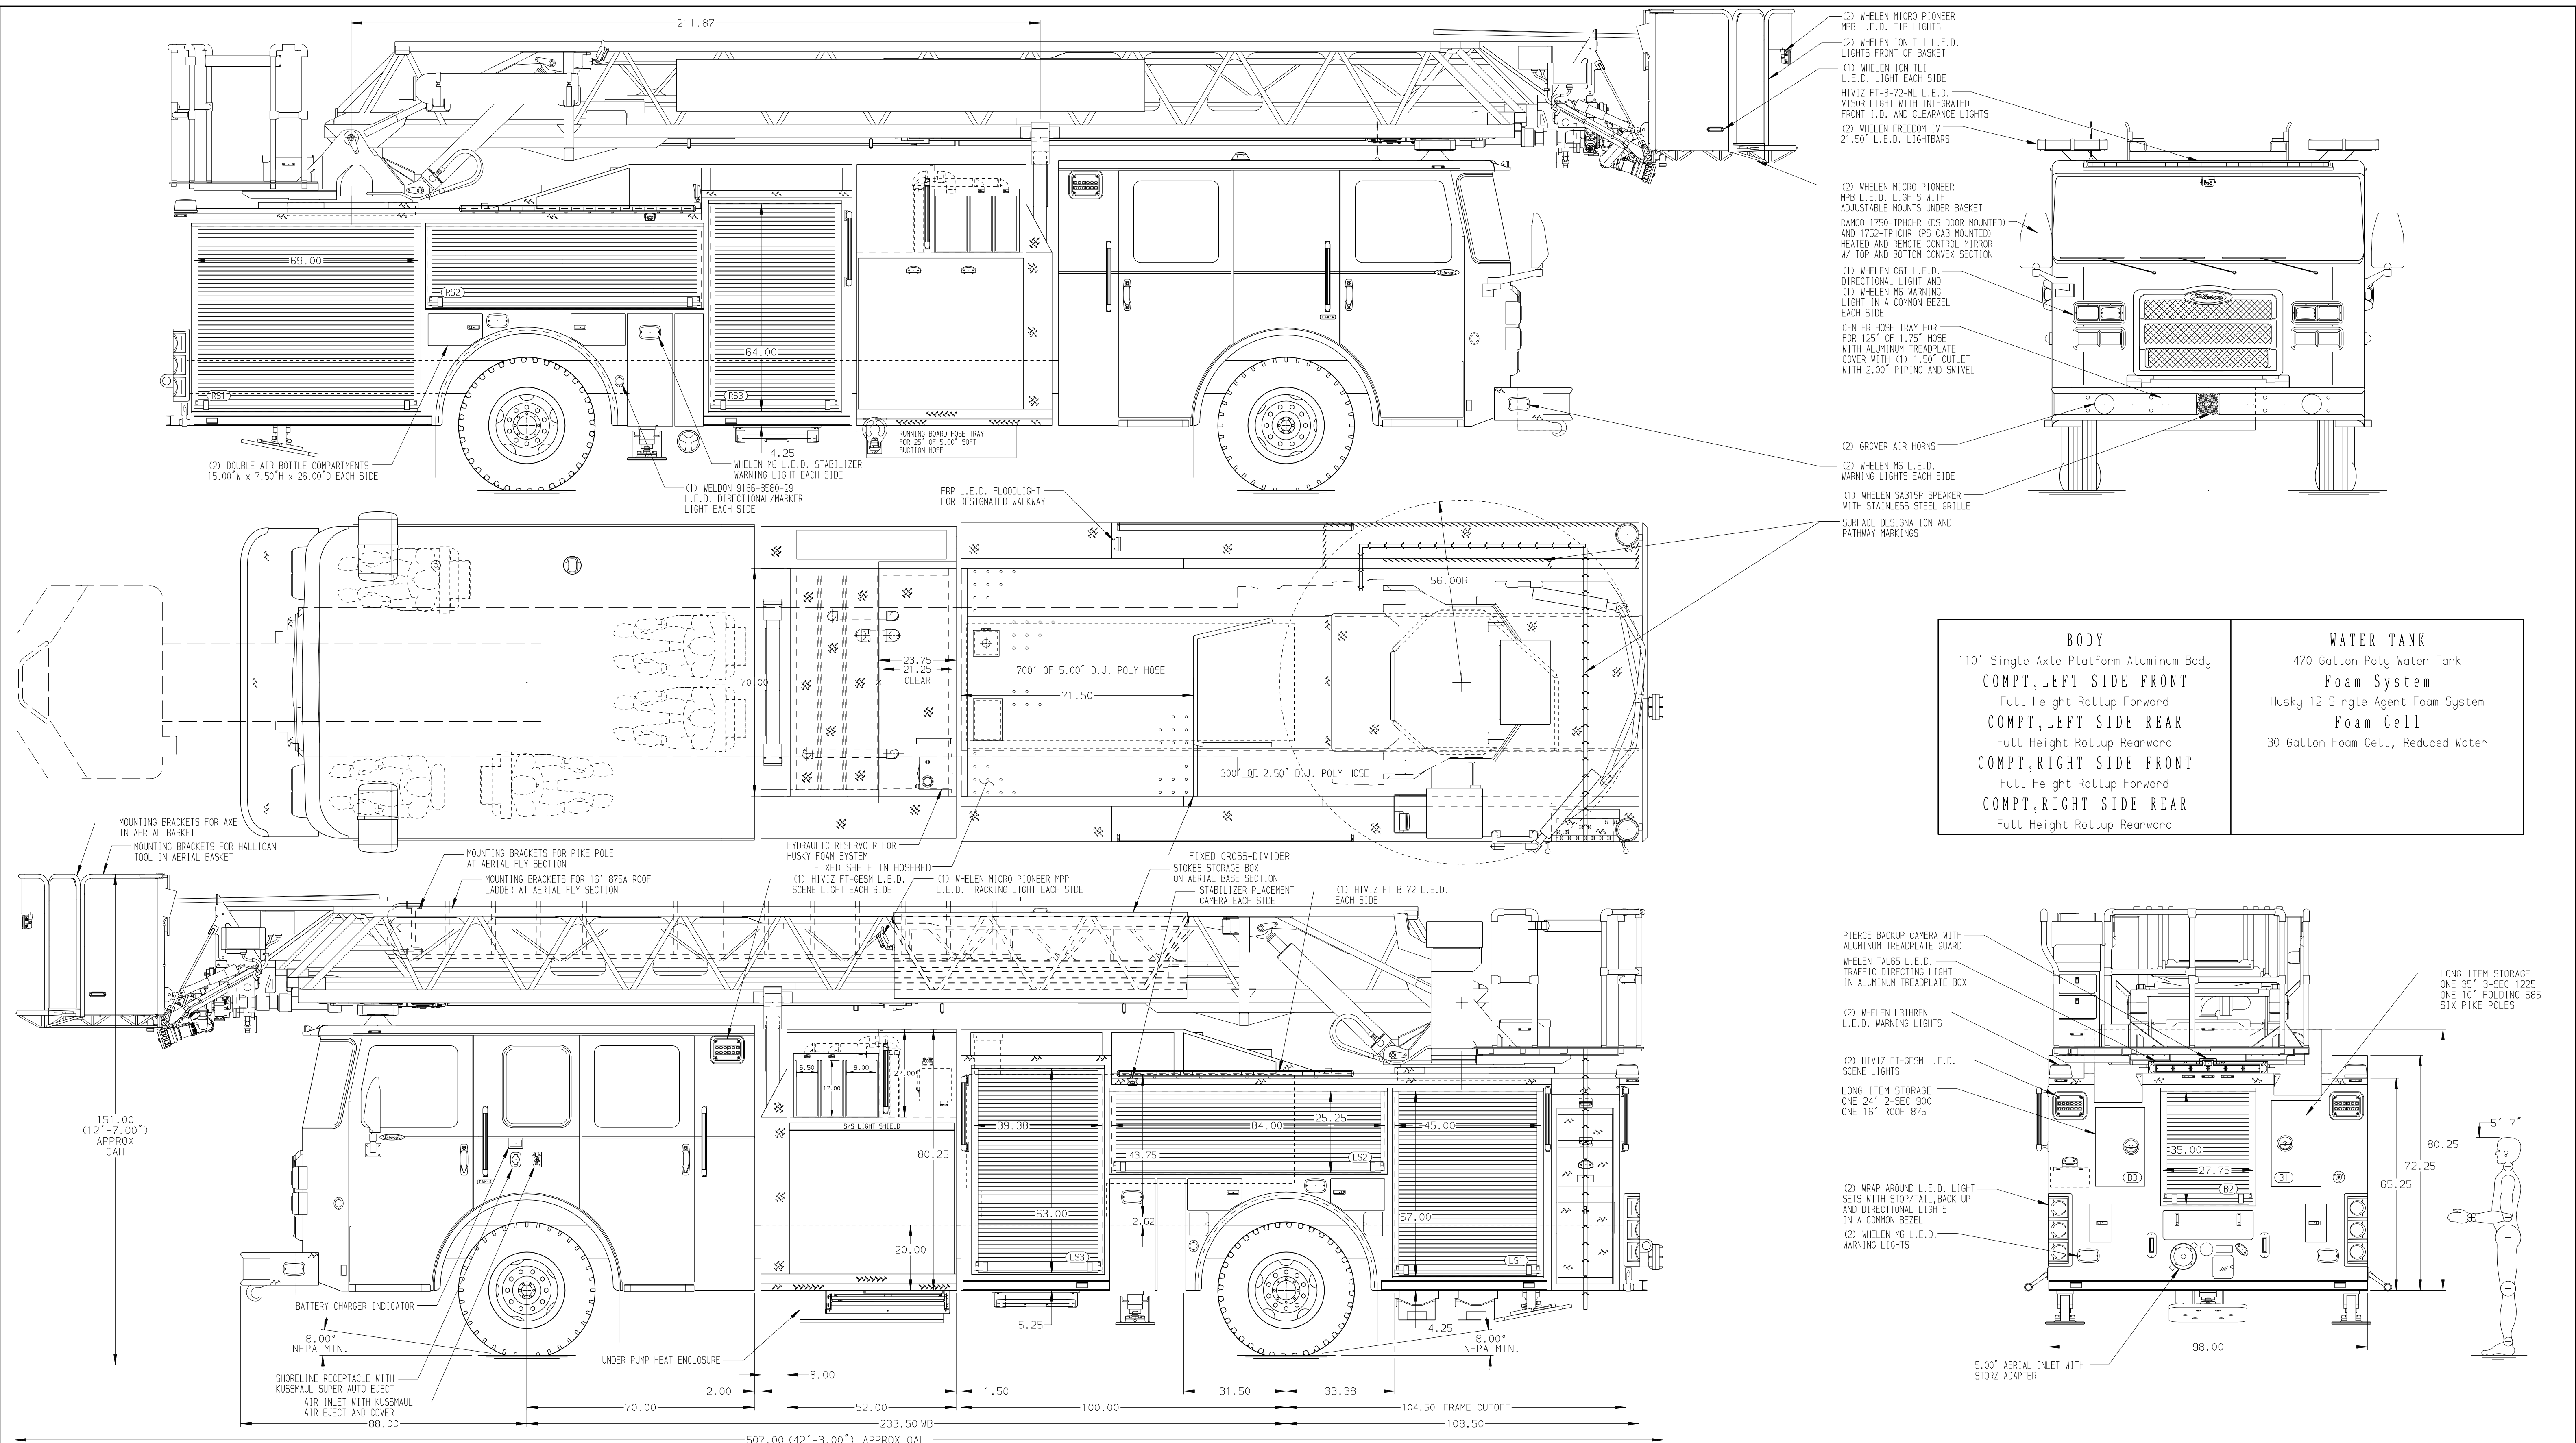 211.87
(2) WHELEN MICRO PIONEER
MPB L.E.D. TIP LIGHTS
(2) WHELEN ION TLI L.E.D.
LIGHTS FRONT OF BASKET
(1) WHELEN ION TLI
L.E.D. LIGHT EACH SIDE
HIVIZ FT-B-72-ML L.E.D.
VISOR LIGHT WITH INTEGRATED
FRONT I.D. AND CLEARANCE LIGHTS
(2) WHELEN FREEDOM IV
21.50" L.E.D. LIGHTBARS
(2) WHELEN MICRO PIONEER
MPB L.E.D. LIGHTS WITH
ADJUSTABLE MOUNTS UNDER BASKET
RAMCO 1750-TPHCHR (DS DOOR MOUNTED)
AND 1752-TPHCHR (PS CAB MOUNTED)
HEATED AND REMOTE CONTROL MIRROR
W/ TOP AND BOTTOM CONVEX SECTION
(1) WHELEN C6T L.E.D.
DIRECTIONAL LIGHT AND
(1) WHELEN M6 WARNING
LIGHT IN A COMMON BEZEL
EACH SIDE
CENTER HOSE TRAY FOR
FOR 125' OF 1.75" HOSE
WITH ALUMINUM TREADPLATE
COVER WITH (1) 1.50" OUTLET
WITH 2.00" PIPING AND SWIVEL
(2) GROVER AIR HORNS
(2) WHELEN M6 L.E.D.
WARNING LIGHTS EACH SIDE
(1) WHELEN SA315P SPEAKER
WITH STAINLESS STEEL GRILLE
SURFACE DESIGNATION AND
PATHWAY MARKINGS
Pierce
69.00
RS2
RS1
64.00
RS3
4.25
RUNNING BOARD HOSE TRAY
FOR 25' OF 5.00" SOFT
SUCTION HOSE
(2) DOUBLE AIR BOTTLE COMPARTMENTS
15.00"W x 7.50"H x 26.00"D EACH SIDE
WHELEN M6 L.E.D. STABILIZER
WARNING LIGHT EACH SIDE
(1) WELDON 9186-8580-29
L.E.D. DIRECTIONAL/MARKER
LIGHT EACH SIDE
FRP L.E.D. FLOODLIGHT
FOR DESIGNATED WALKWAY
56.00R
23.75
21.25
CLEAR
70.00
700' OF 5.00" D.J. POLY HOSE
71.50
300' OF 2.50" D.J. POLY HOSE
HYDRAULIC RESERVOIR FOR
HUSKY FOAM SYSTEM
FIXED SHELF IN HOSEBED
FIXED CROSS-DIVIDER
BODY
110' Single Axle Platform Aluminum Body
COMPT,LEFT SIDE FRONT
Full Height Rollup Forward
COMPT,LEFT SIDE REAR
Full Height Rollup Rearward
COMPT,RIGHT SIDE FRONT
Full Height Rollup Forward
COMPT,RIGHT SIDE REAR
Full Height Rollup Rearward
WATER TANK
470 Gallon Poly Water Tank
Foam System
Husky 12 Single Agent Foam System
Foam Cell
30 Gallon Foam Cell, Reduced Water
MOUNTING BRACKETS FOR AXE
IN AERIAL BASKET
MOUNTING BRACKETS FOR HALLIGAN
TOOL IN AERIAL BASKET
MOUNTING BRACKETS FOR PIKE POLE
AT AERIAL FLY SECTION
MOUNTING BRACKETS FOR 16' 875A ROOF
LADDER AT AERIAL FLY SECTION
(1) HIVIZ FT-GESM L.E.D.
SCENE LIGHT EACH SIDE
(1) WHELEN MICRO PIONEER MPP
L.E.D. TRACKING LIGHT EACH SIDE
STOKES STORAGE BOX
ON AERIAL BASE SECTION
STABILIZER PLACEMENT
CAMERA EACH SIDE
(1) HIVIZ FT-B-72 L.E.D.
EACH SIDE
151.00
(12'-7.00")
APPROX
OAH
6.50
9.00
17.00
27.00
S/S LIGHT SHIELD
80.25
20.00
39.38
63.00
LS3
84.00
25.25
LS2
43.75
2.62
45.00
57.00
LS1
BATTERY CHARGER INDICATOR
8.00°
NFPA MIN.
SHORELINE RECEPTACLE WITH
KUSSMAUL SUPER AUTO-EJECT
AIR INLET WITH KUSSMAUL
AIR-EJECT AND COVER
UNDER PUMP HEAT ENCLOSURE
5.25
4.25
8.00°
NFPA MIN.
2.00
8.00
1.50
31.50
33.38
88.00
70.00
52.00
100.00
104.50 FRAME CUTOFF
233.50 WB
108.50
507.00 (42'-3.00") APPROX OAL
PIERCE BACKUP CAMERA WITH
ALUMINUM TREADPLATE GUARD
WHELEN TAL65 L.E.D.
TRAFFIC DIRECTING LIGHT
IN ALUMINUM TREADPLATE BOX
(2) WHELEN L31HRFN
L.E.D. WARNING LIGHTS
(2) HIVIZ FT-GESM L.E.D.
SCENE LIGHTS
LONG ITEM STORAGE
ONE 24' 2-SEC 900
ONE 16' ROOF 875
(2) WRAP AROUND L.E.D. LIGHT
SETS WITH STOP/TAIL,BACK UP
AND DIRECTIONAL LIGHTS
IN A COMMON BEZEL
(2) WHELEN M6 L.E.D.
WARNING LIGHTS
LONG ITEM STORAGE
ONE 35' 3-SEC 1225
ONE 10' FOLDING 585
SIX PIKE POLES
35.00
27.75
B3
B2
B1
5'-7"
80.25
72.25
65.25
98.00
5.00" AERIAL INLET WITH
STORZ ADAPTER